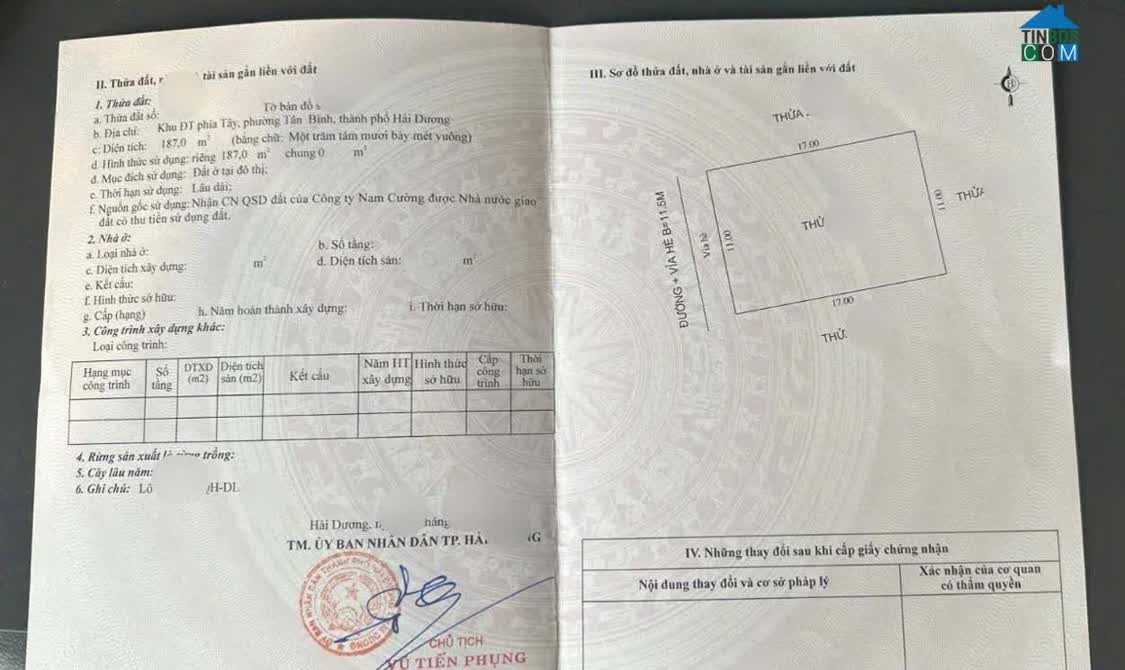 TINBDS
COM
II. Thửa đất, tài sản gắn liền với đất
1. Thửa đất:
a. Thửa đất số: Tờ bản đồ s
b. Địa chỉ: Khu ĐT phía Tây, phường Tân Bình, thành phố Hải Dương
c. Diện tích: 187,0 m² (bằng chữ: Một trăm tám mươi bảy mét vuông)
d. Hình thức sử dụng: riêng 187,0 m² chung 0 m²
đ. Mục đích sử dụng: Đất ở tại đô thị;
e. Thời hạn sử dụng: Lâu dài;
f. Nguồn gốc sử dụng: Nhận CN QSD đất của Công ty Nam Cường được Nhà nước giao
đất có thu tiền sử dụng đất.
2. Nhà ở:
a. Loại nhà ở: b. Số tầng:
c. Diện tích xây dựng: m² d. Diện tích sàn: m²
e. Kết cấu:
f. Hình thức sở hữu:
g. Cấp (hạng) h. Năm hoàn thành xây dựng: i. Thời hạn sở hữu:
3. Công trình xây dựng khác:
Loại công trình:
Hạng mục công trình
Số tầng
DTXD (m2)
Diện tích sàn (m2)
Kết cấu
Năm HT xây dựng
Hình thức sở hữu
Cấp công trình
Thời hạn sở hữu
4. Rừng sản xuất trồng:
5. Cây lâu năm:
6. Ghi chú: Lô /H-DL
Hải Dương,
TM. ỦY BAN NHÂN DÂN TP. HẢ G
CHỦ TỊCH
VŨ TIẾN PHỤNG
III. Sơ đồ thửa đất, nhà ở và tài sản gắn liền với đất
B
THỬA
17.00
11.00
THỬA
THỬ
11.00
Vỉa hè
ĐƯỜNG + VỈA HÈ B=11.5M
17.00
THỬ
IV. Những thay đổi sau khi cấp giấy chứng nhận
Nội dung thay đổi và cơ sở pháp lý
Xác nhận của cơ quan
có thẩm quyền